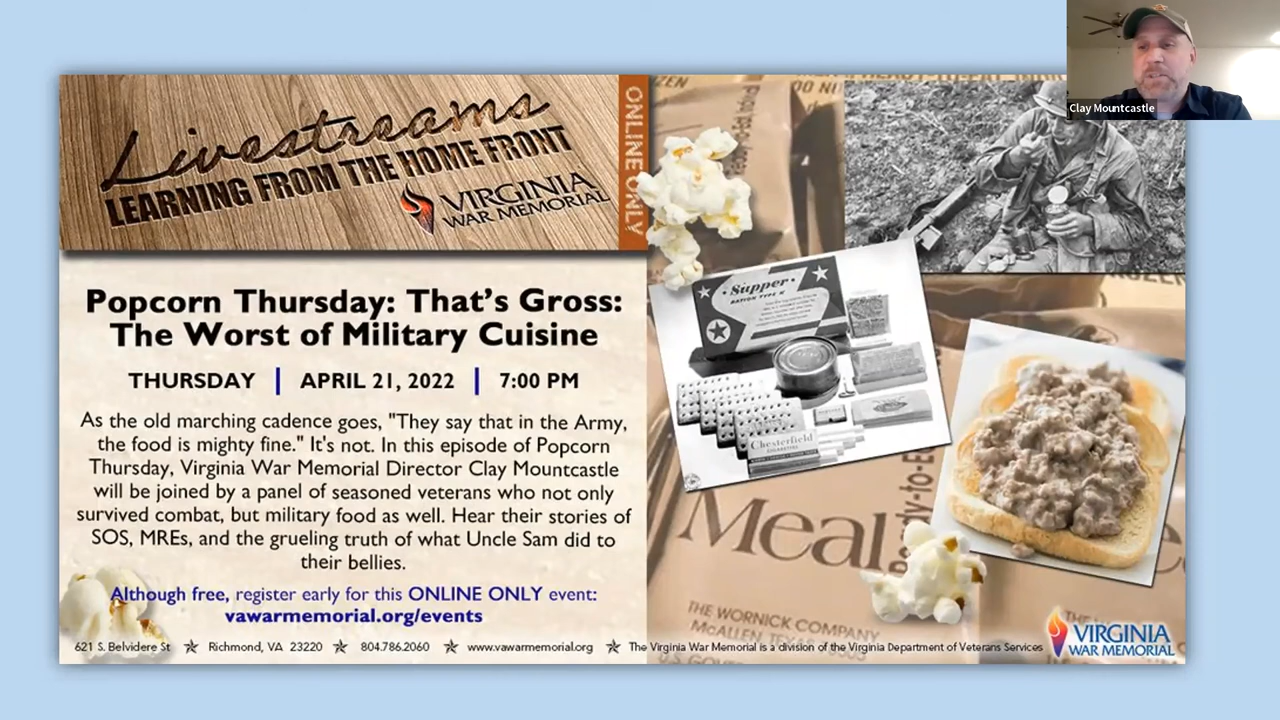 Clay Mountcastle
Livestreams
LEARNING FROM THE HOME FRONT
VIRGINIA
WAR MEMORIAL
ONLINE ONLY
Popcorn Thursday: That's Gross:
The Worst of Military Cuisine
THURSDAY | APRIL 21, 2022 | 7:00 PM
As the old marching cadence goes, "They say that in the Army,
the food is mighty fine." It's not. In this episode of Popcorn
Thursday, Virginia War Memorial Director Clay Mountcastle
will be joined by a panel of seasoned veterans who not only
survived combat, but military food as well. Hear their stories of
SOS, MREs, and the grueling truth of what Uncle Sam did to
their bellies.
Although free, register early for this ONLINE ONLY event:
vawarmemorial.org/events
621 S. Belvidere St ★ Richmond, VA 23220 ★ 804.786.2060 ★ www.vawarmemorial.org ★ The Virginia War Memorial is a division of the Virginia Department of Veterans Services
Supper
RATION TYPE K
Chesterfield
CIGARETTES
Meal
THE WORNICK COMPANY
McALLEN,
VIRGINIA
WAR MEMORIAL